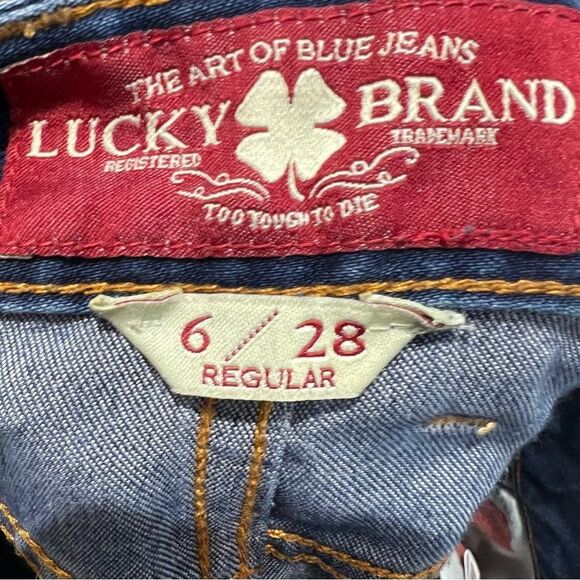 THE ART OF BLUE JEANS
LUCKY BRAND
REGISTERED TRADEMARK
TOO TOUGH TO DIE
6 / 28
REGULAR